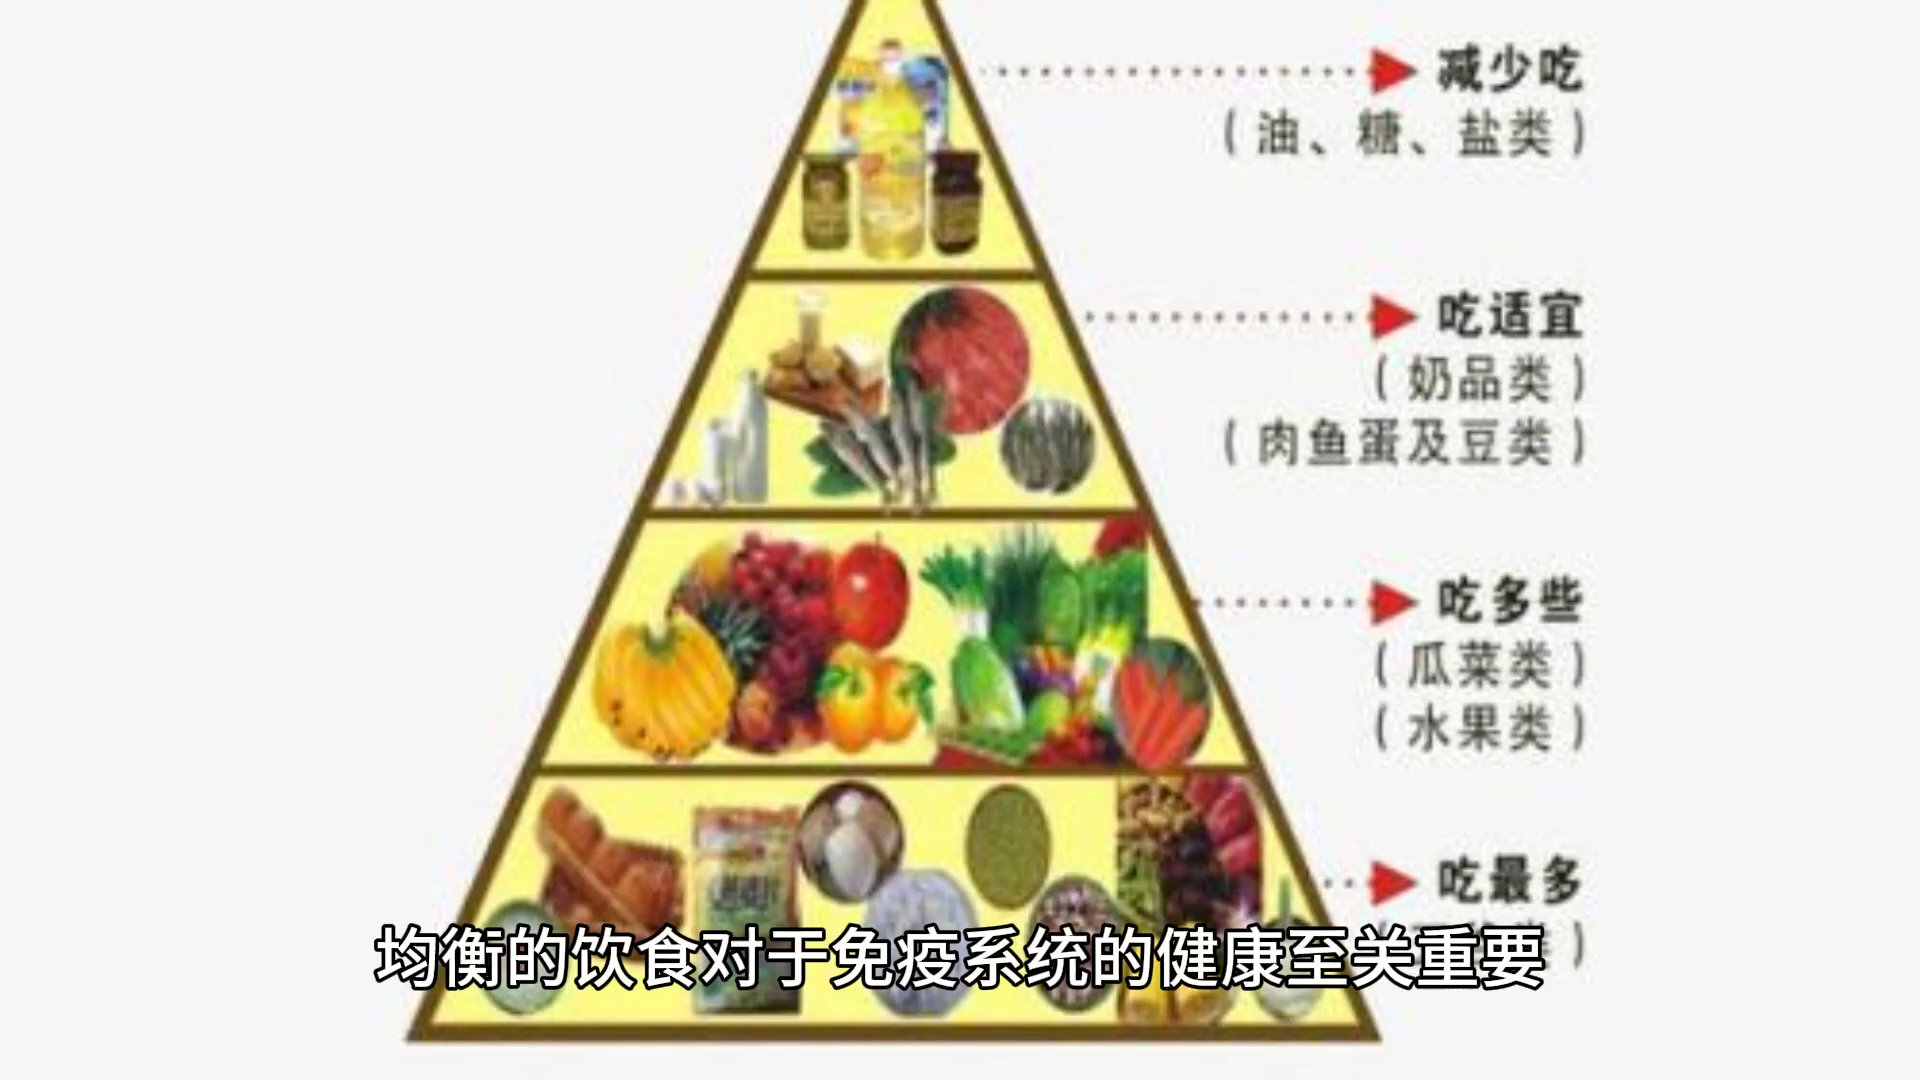 减少吃
（油、糖、盐类）
吃适宜
（奶品类）
（肉鱼蛋及豆类）
吃多些
（瓜菜类）
（水果类）
吃最多
均衡的饮食对于免疫系统的健康至关重要